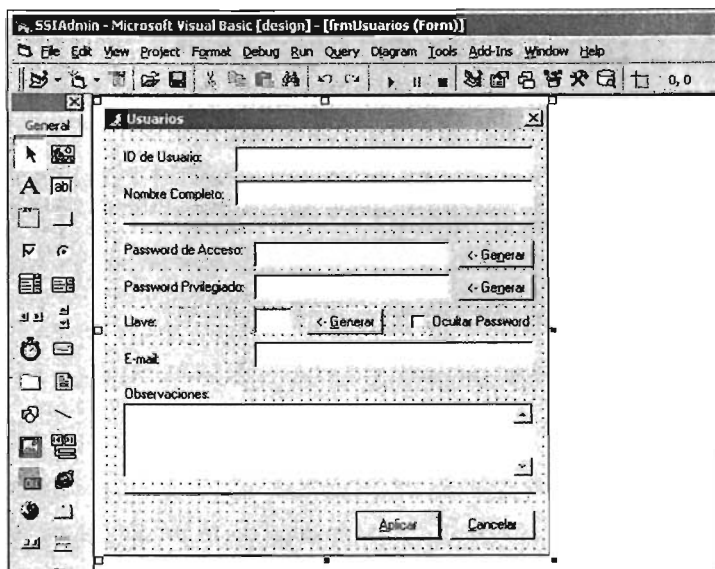 SSIAdmin - Microsoft Visual Basic [design] - [frmUsuarios (Form)]
File Edit View Project Format Debug Run Query Diagram Tools Add-Ins Window Help
0, 0
General
Usuarios
A ab
ID de Usuario:
Nombre Completo:
Password de Acceso: <- Generar
Password Privilegiado: <- Generar
Llave: <- Generar Ocultar Password
E-mail:
Observaciones:
Aplicar Cancelar